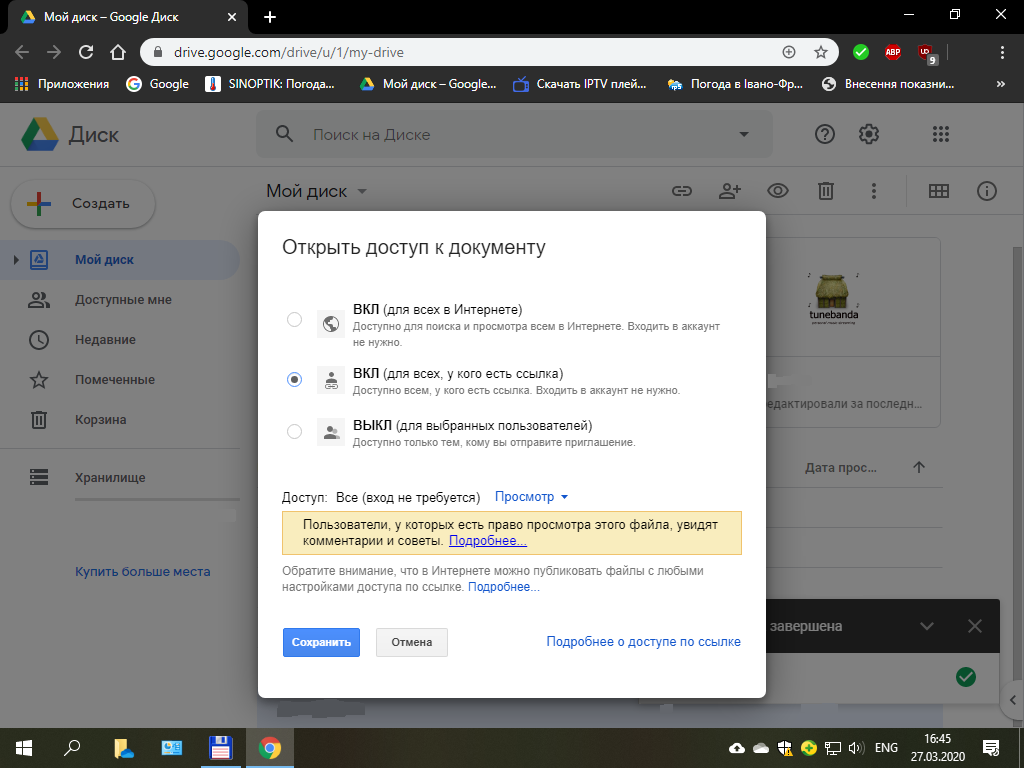 Мой диск – Google Диск
drive.google.com/drive/u/1/my-drive
ABP
UD
9
Приложения
Google
SINOPTIK: Погода...
Мой диск – Google...
Скачать IPTV плей...
Погода в Івано-Фр...
Внесення показни...
»
Диск
Поиск на Диске
Создать
Мой диск
Мой диск
Доступные мне
Недавние
Помеченные
Корзина
Хранилище
Купить больше места
tunebanda
едактировали за последн...
Дата прос...
Открыть доступ к документу
ВКЛ (для всех в Интернете)
Доступно для поиска и просмотра всем в Интернете. Входить в аккаунт
не нужно.
ВКЛ (для всех, у кого есть ссылка)
Доступно всем, у кого есть ссылка. Входить в аккаунт не нужно.
ВЫКЛ (для выбранных пользователей)
Доступно только тем, кому вы отправите приглашение.
Доступ: Все (вход не требуется) Просмотр
Пользователи, у которых есть право просмотра этого файла, увидят
комментарии и советы. Подробнее...
Обратите внимание, что в Интернете можно публиковать файлы с любыми
настройками доступа по ссылке. Подробнее...
Сохранить
Отмена
Подробнее о доступе по ссылке
завершена
ENG
16:45
27.03.2020